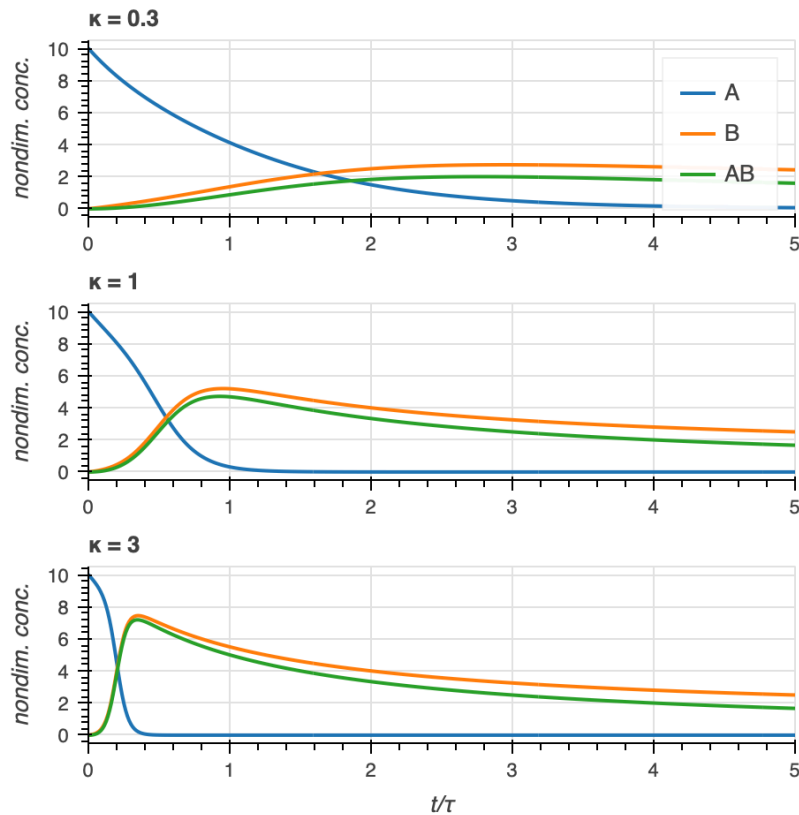 κ = 0.3
nondim. conc.
10
8
6
4
2
0
A
B
AB
0 1 2 3 4 5
κ = 1
nondim. conc.
10
8
6
4
2
0
0 1 2 3 4 5
κ = 3
nondim. conc.
10
8
6
4
2
0
0 1 2 3 4 5
t/τ